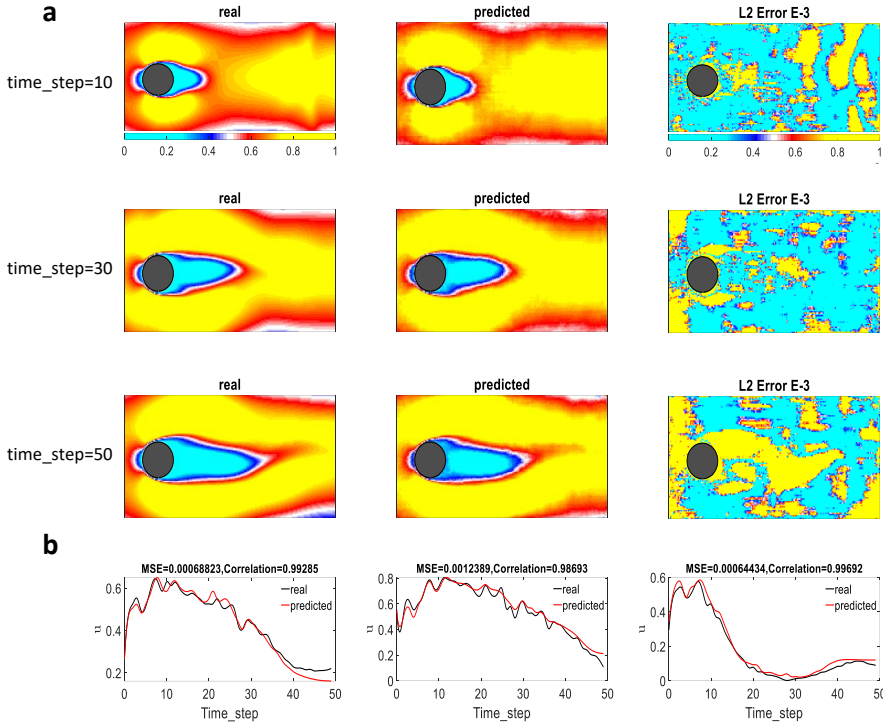 a
real predicted L2 Error E-3
time_step=10
0 0.2 0.4 0.6 0.8 1 0 0.2 0.4 0.6 0.8 1
real predicted L2 Error E-3
time_step=30
real predicted L2 Error E-3
time_step=50
b
MSE=0.00068823,Correlation=0.99285 MSE=0.0012389,Correlation=0.98693 MSE=0.00064434,Correlation=0.99692
0.6 0.8 0.6
real real real
predicted predicted predicted
0.6
0.4 0.4 0.4
u u u
0.2 0.2 0.2
0 0
0 10 20 30 40 50 0 10 20 30 40 50 0 10 20 30 40 50
Time_step Time_step Time_step